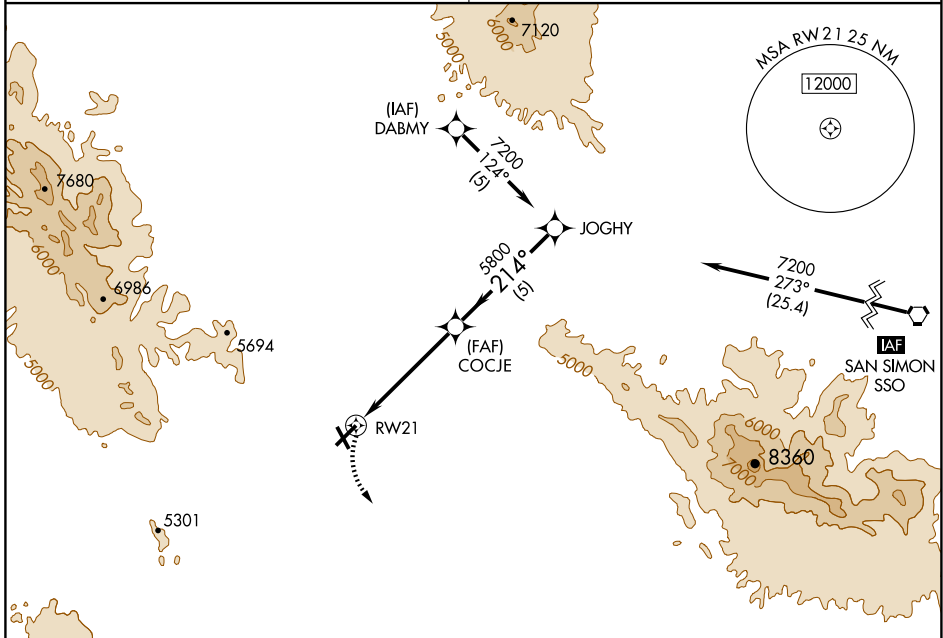 7120
5000
6000
MSA RW21 25 NM
12000
(IAF)
DABMY
7200
124°
(5)
7680
JOGHY
5800
214°
(5)
6000
7200
273°
(25.4)
6986
5694
(FAF)
COCJE
IAF
SAN SIMON
SSO
5000
5000
RW21
6000
8360
7000
5301